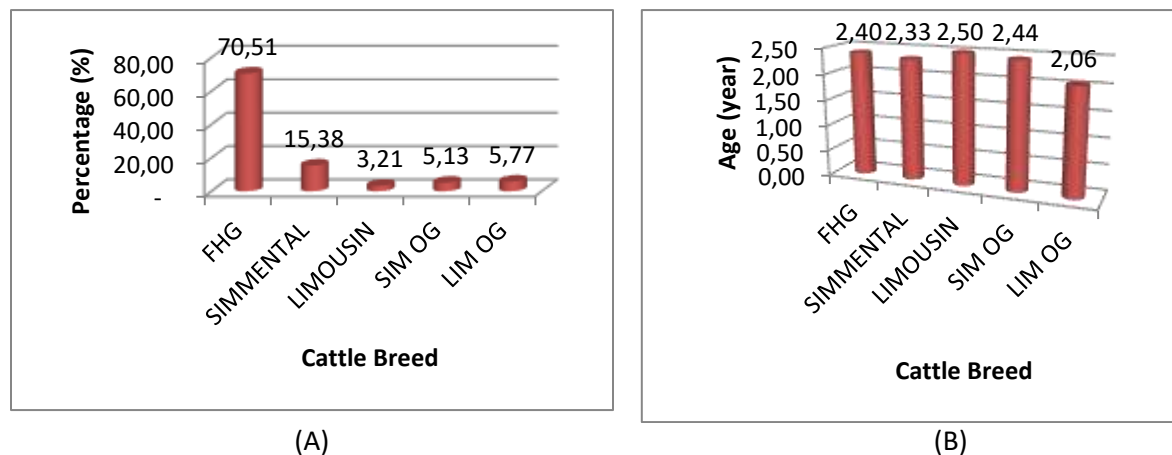 70,51
80,00
60,00
40,00
20,00
-
15,38
3,21
5,13
5,77
Percentage (%)
FHG
SIMMENTAL
LIMOUSIN
SIM OG
LIM OG
Cattle Breed
(A)
2,40
2,33
2,50
2,44
2,06
2,50
2,00
1,50
1,00
0,50
0,00
Age (year)
FHG
SIMMENTAL
LIMOUSIN
SIM OG
LIM OG
Cattle Breed
(B)